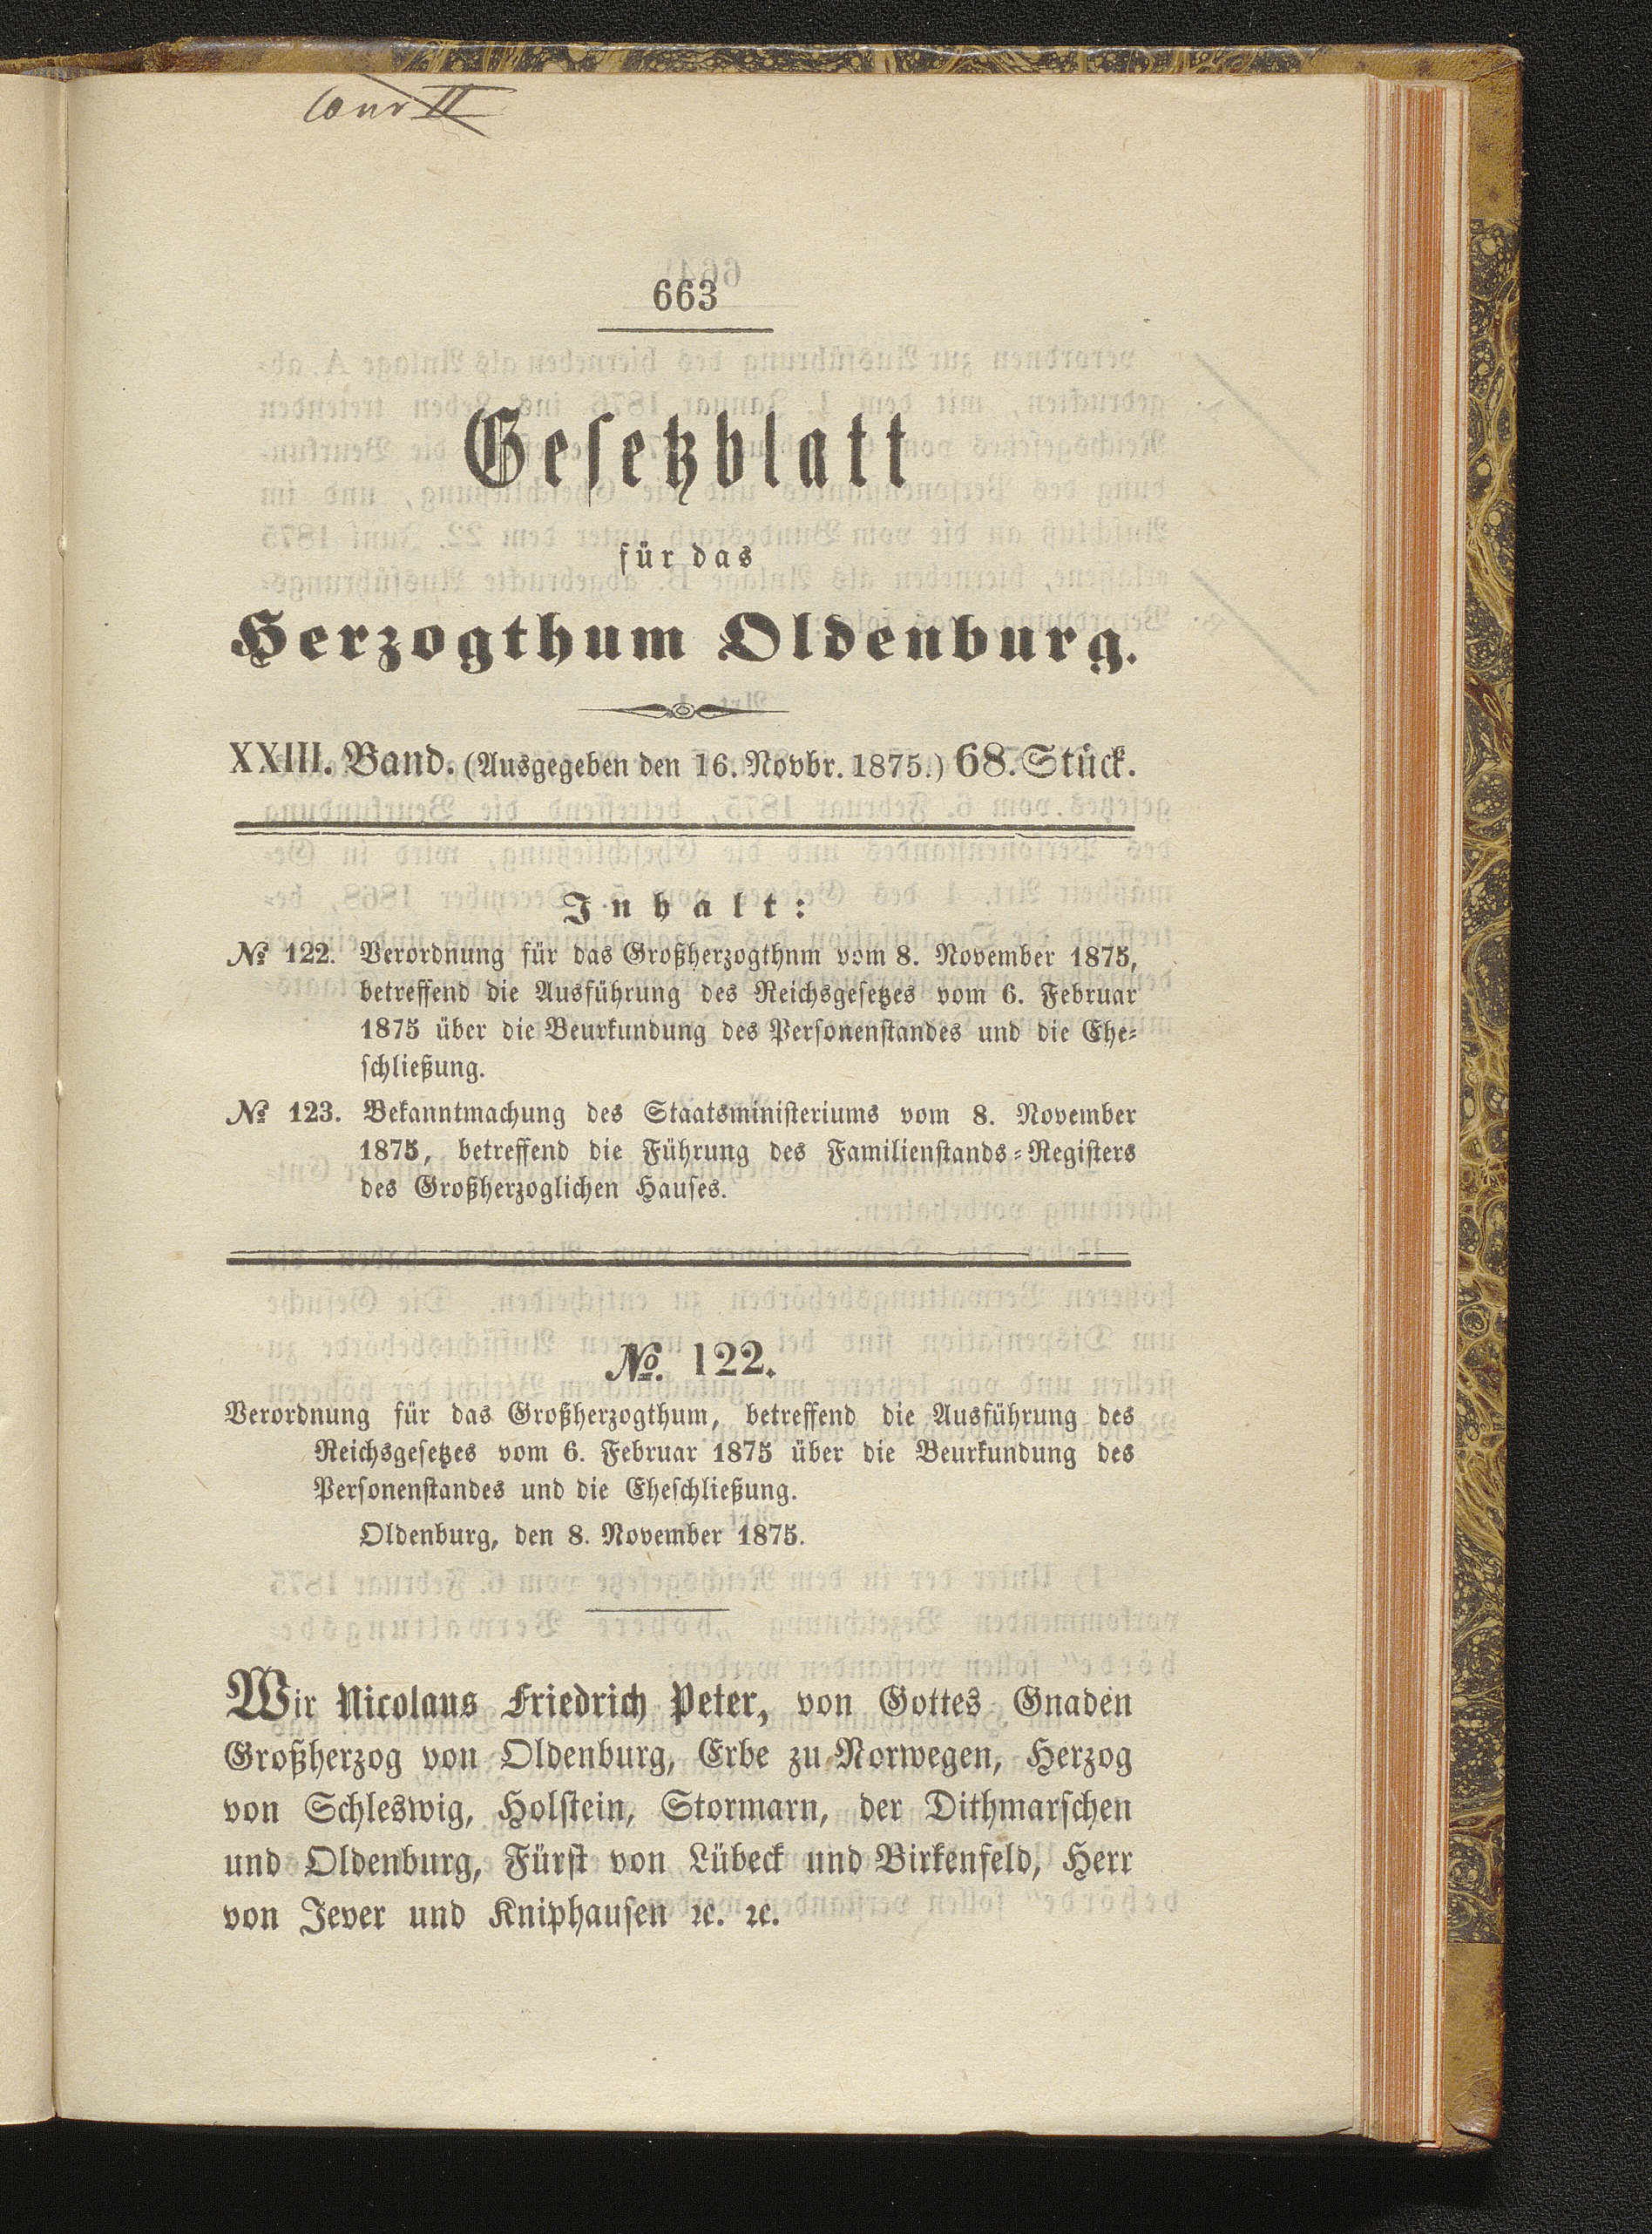 663
Gesetzblatt
für das
Herzogthum Oldenburg.
XXIII. Band. (Ausgegeben den 16. Novbr. 1875.) 68. Stück.
Inhalt:
№ 122. Verordnung für das Großherzogthnm vom 8. November 1875,
betreffend die Ausführung des Reichsgesetzes vom 6. Februar
1875 über die Beurkundung des Personenstandes und die Ehe-
schließung.
№ 123. Bekanntmachung des Staatsministeriums vom 8. November
1875, betreffend die Führung des Familienstands-Registers
des Großherzoglichen Hauses.
№. 122.
Verordnung für das Großherzogthum, betreffend die Ausführung des
Reichsgesetzes vom 6. Februar 1875 über die Beurkundung des
Personenstandes und die Eheschließung.
Oldenburg, den 8. November 1875.
Wir Nicolaus Friedrich Peter, von Gottes Gnaden
Großherzog von Oldenburg, Erbe zu Norwegen, Herzog
von Schleswig, Holstein, Stormarn, der Dithmarschen
und Oldenburg, Fürst von Lübeck und Birkenfeld, Herr
von Jever und Kniphausen ꝛc. ꝛc.